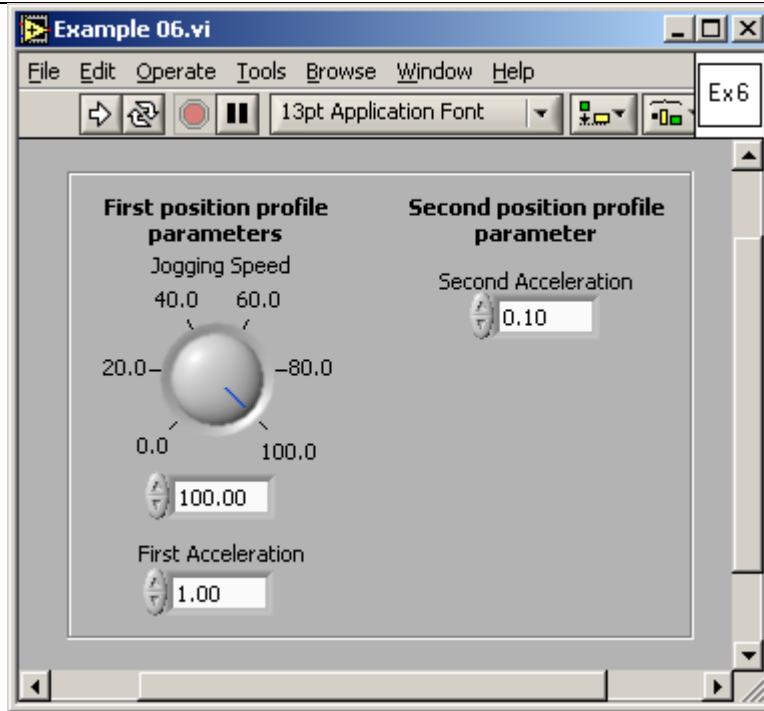 Example 06.vi
File Edit Operate Tools Browse Window Help
Ex6
13pt Application Font
First position profile
parameters
Jogging Speed
40.0 60.0
20.0 80.0
0.0 100.0
100.00
First Acceleration
1.00
Second position profile
parameter
Second Acceleration
0.10